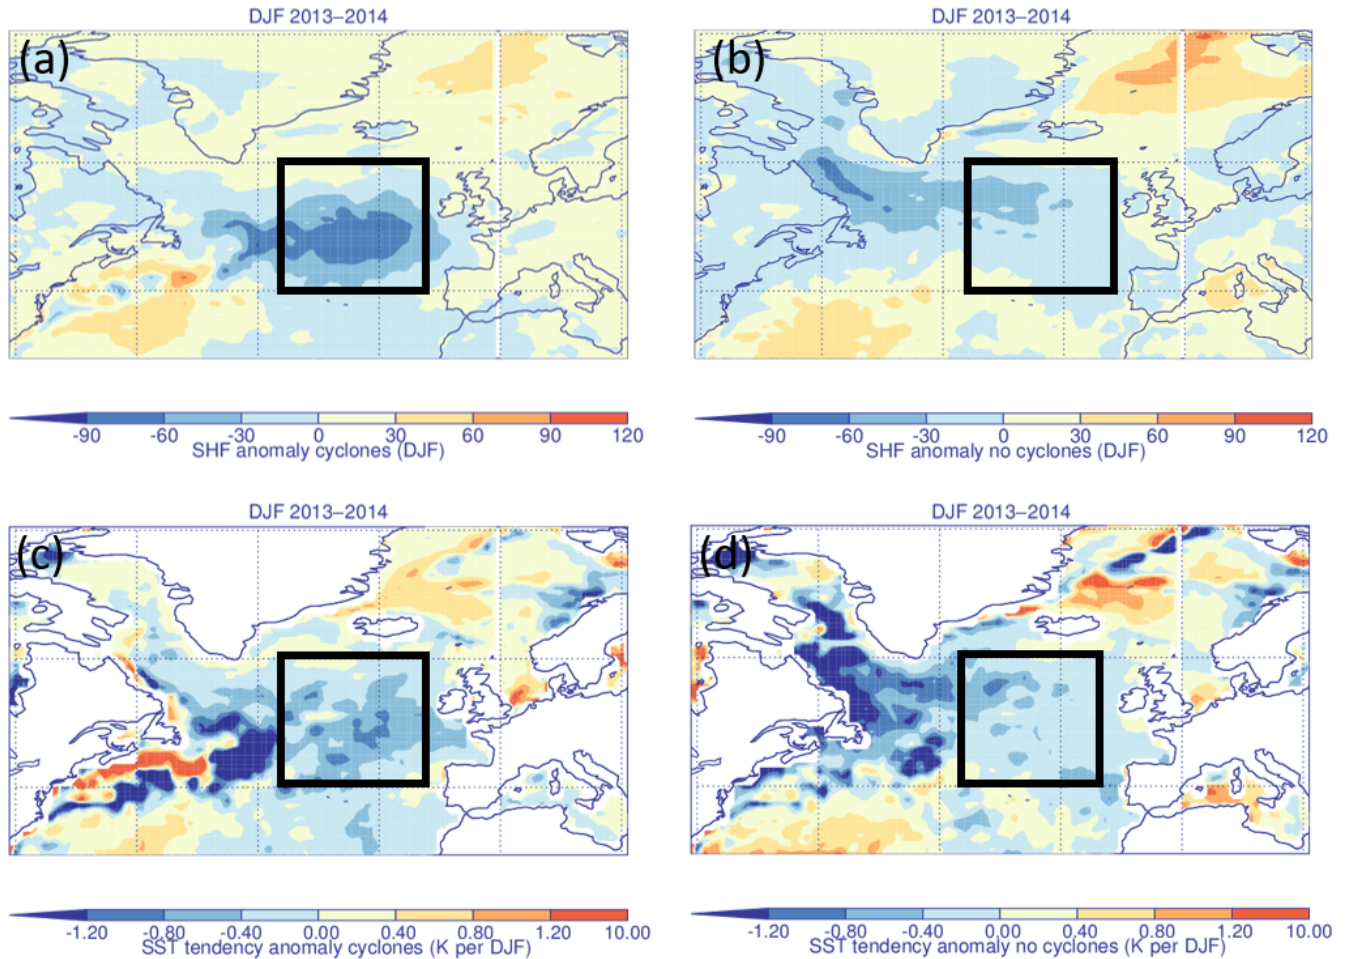 DJF 2013–2014
DJF 2013–2014
(a)
(b)
-90 -60 -30 0 30 60 90 120
SHF anomaly cyclones (DJF)
-90 -60 -30 0 30 60 90 120
SHF anomaly no cyclones (DJF)
DJF 2013–2014
DJF 2013–2014
(c)
(d)
-1.20 -0.80 -0.40 0.00 0.40 0.80 1.20 10.00
SST tendency anomaly cyclones (K per DJF)
-1.20 -0.80 -0.40 0.00 0.40 0.80 1.20 10.00
SST tendency anomaly no cyclones (K per DJF)